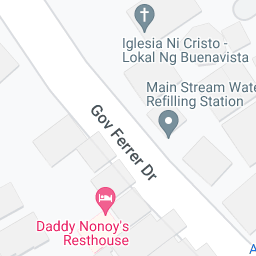 Iglesia Ni Cristo -
Lokal Ng Buenavista
Main Stream Wate
Refilling Station
Gov Ferrer Dr
Daddy Nonoy's
Resthouse
A